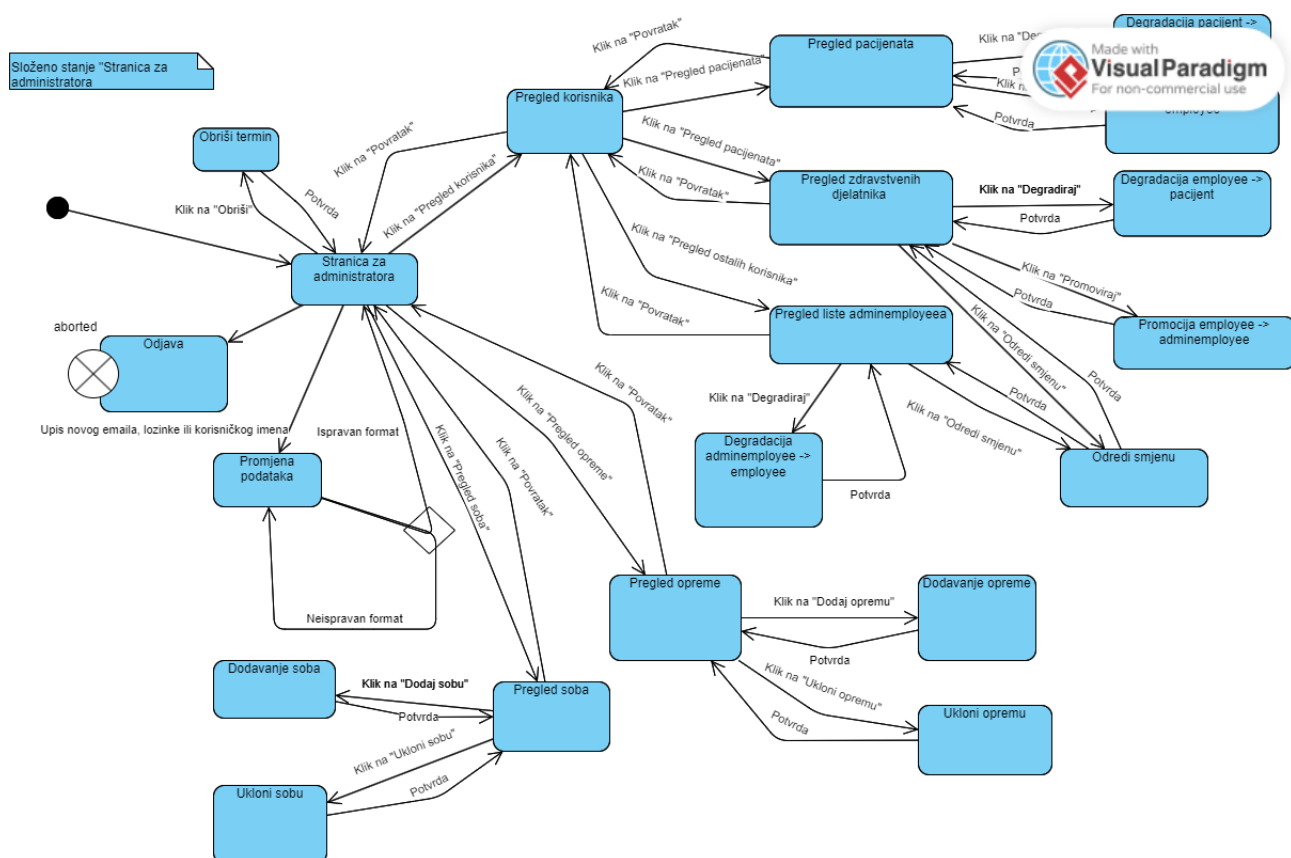 Složeno stanje "Stranica za
administratora
Obriši termin
Klik na "Obriši"
Potvrda
Stranica za
administratora
aborted
Odjava
Upis novog emaila, lozinke ili korisničkog imena
Promjena
podataka
Ispravan format
Neispravan format
Klik na "Povratak"
Klik na "Pregled korisnika"
Pregled korisnika
Klik na "Povratak"
Klik na "Pregled pacijenata"
Pregled pacijenata
Degradacija pacijent ->
Klik na
employee
Potvrda
Made with
VisualParadigm
For non-commercial use
Klik na "Pregled pacijenata"
Klik na "Povratak"
Pregled zdravstvenih
djelatnika
Klik na "Degradiraj"
Potvrda
Degradacija employee ->
pacijent
Klik na "Promoviraj"
Potvrda
Promocija employee ->
adminemployee
Klik na "Pregled ostalih korisnika"
Klik na "Povratak"
Pregled liste adminemployeea
Klik na "Odredi smjenu"
Potvrda
Klik na "Degradiraj"
Degradacija
adminemployee ->
employee
Potvrda
Potvrda
Klik na "Odredi smjenu"
Odredi smjenu
Klik na "Pregled opreme"
Klik na "Povratak"
Klik na "Pregled soba"
Klik na "Povratak"
Pregled opreme
Klik na "Dodaj opremu"
Potvrda
Dodavanje opreme
Klik na "Ukloni opremu"
Potvrda
Ukloni opremu
Dodavanje soba
Klik na "Dodaj sobu"
Potvrda
Pregled soba
Klik na "Ukloni sobu"
Potvrda
Ukloni sobu